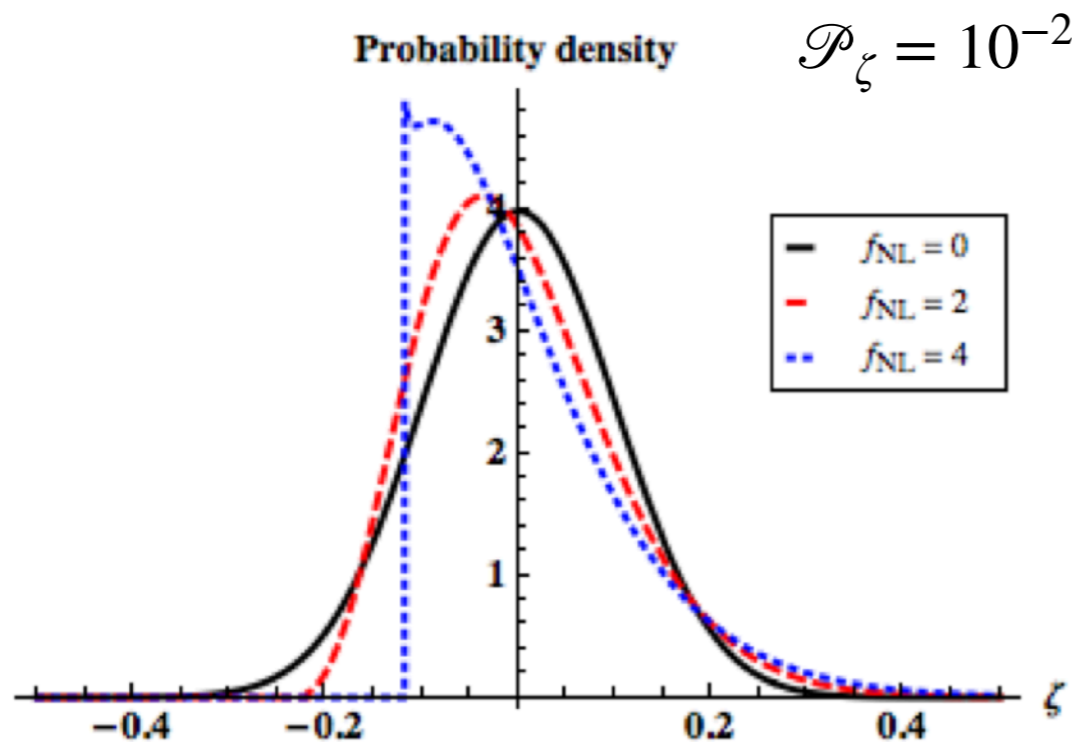 Probability density
𝒫_ζ = 10⁻²
4
3
2
1
f_NL = 0
f_NL = 2
f_NL = 4
−0.4
−0.2
0.2
0.4
ζ